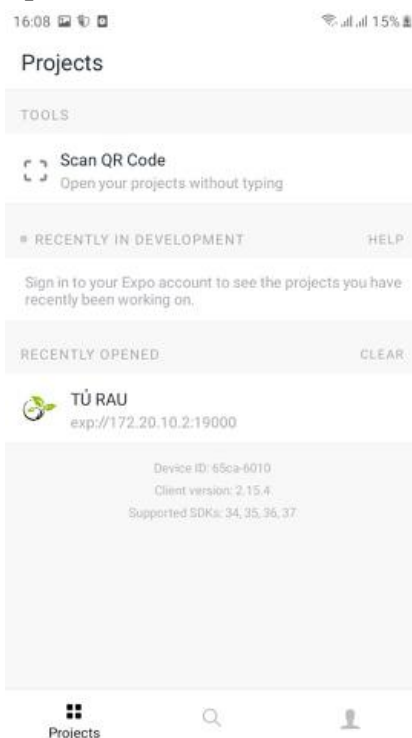 16:08 15%
Projects
TOOLS
Scan QR Code
Open your projects without typing
RECENTLY IN DEVELOPMENT HELP
Sign in to your Expo account to see the projects you have
recently been working on.
RECENTLY OPENED CLEAR
TỦ RAU
exp://172.20.10.2:19000
Device ID: 65ca-6010
Client version: 2.15.4
Supported SDKs: 34, 35, 36, 37
Projects